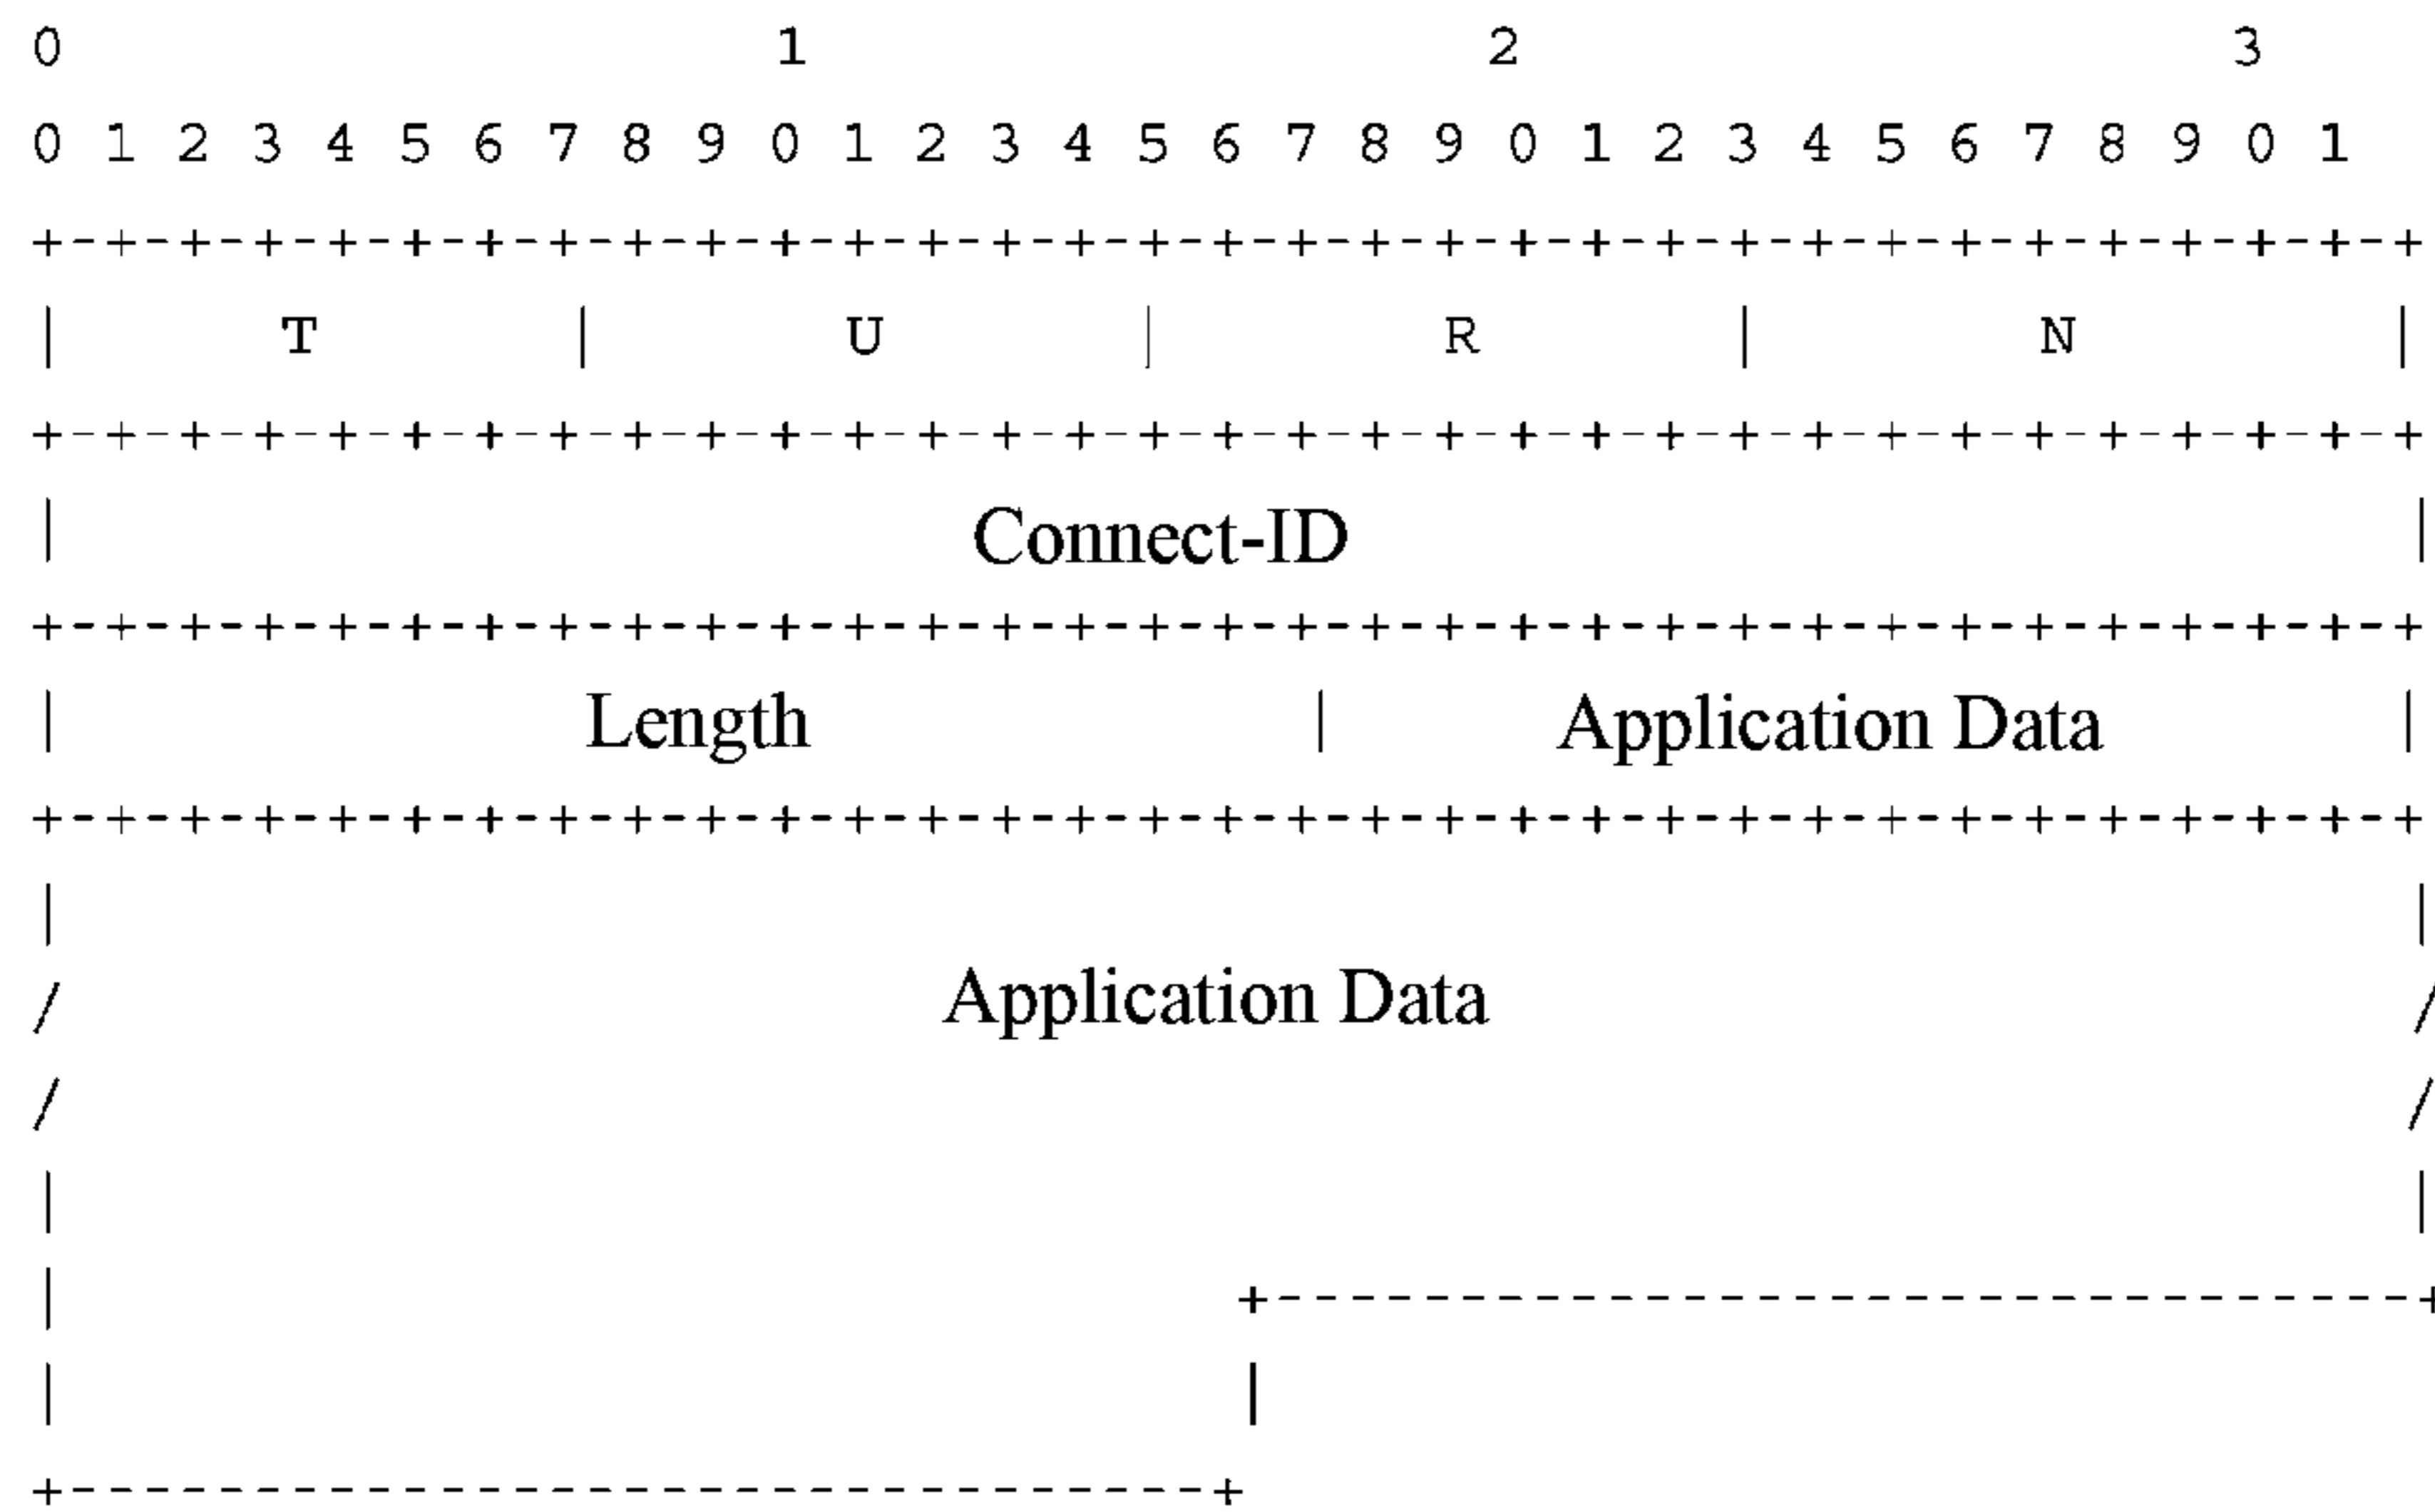 0 1 2 3
0 1 2 3 4 5 6 7 8 9 0 1 2 3 4 5 6 7 8 9 0 1 2 3 4 5 6 7 8 9 0 1
+-+-+-+-+-+-+-+-+-+-+-+-+-+-+-+-+-+-+-+-+-+-+-+-+-+-+-+-+-+-+-+-+
| T | U | R | N |
+-+-+-+-+-+-+-+-+-+-+-+-+-+-+-+-+-+-+-+-+-+-+-+-+-+-+-+-+-+-+-+-+
| Connect-ID |
+-+-+-+-+-+-+-+-+-+-+-+-+-+-+-+-+-+-+-+-+-+-+-+-+-+-+-+-+-+-+-+-+
| Length | Application Data |
+-+-+-+-+-+-+-+-+-+-+-+-+-+-+-+-+-+-+-+-+-+-+-+-+-+-+-+-+-+-+-+-+
| |
/ Application Data /
/ /
| |
| +-------------------------------+
| |
+-------------------------------+